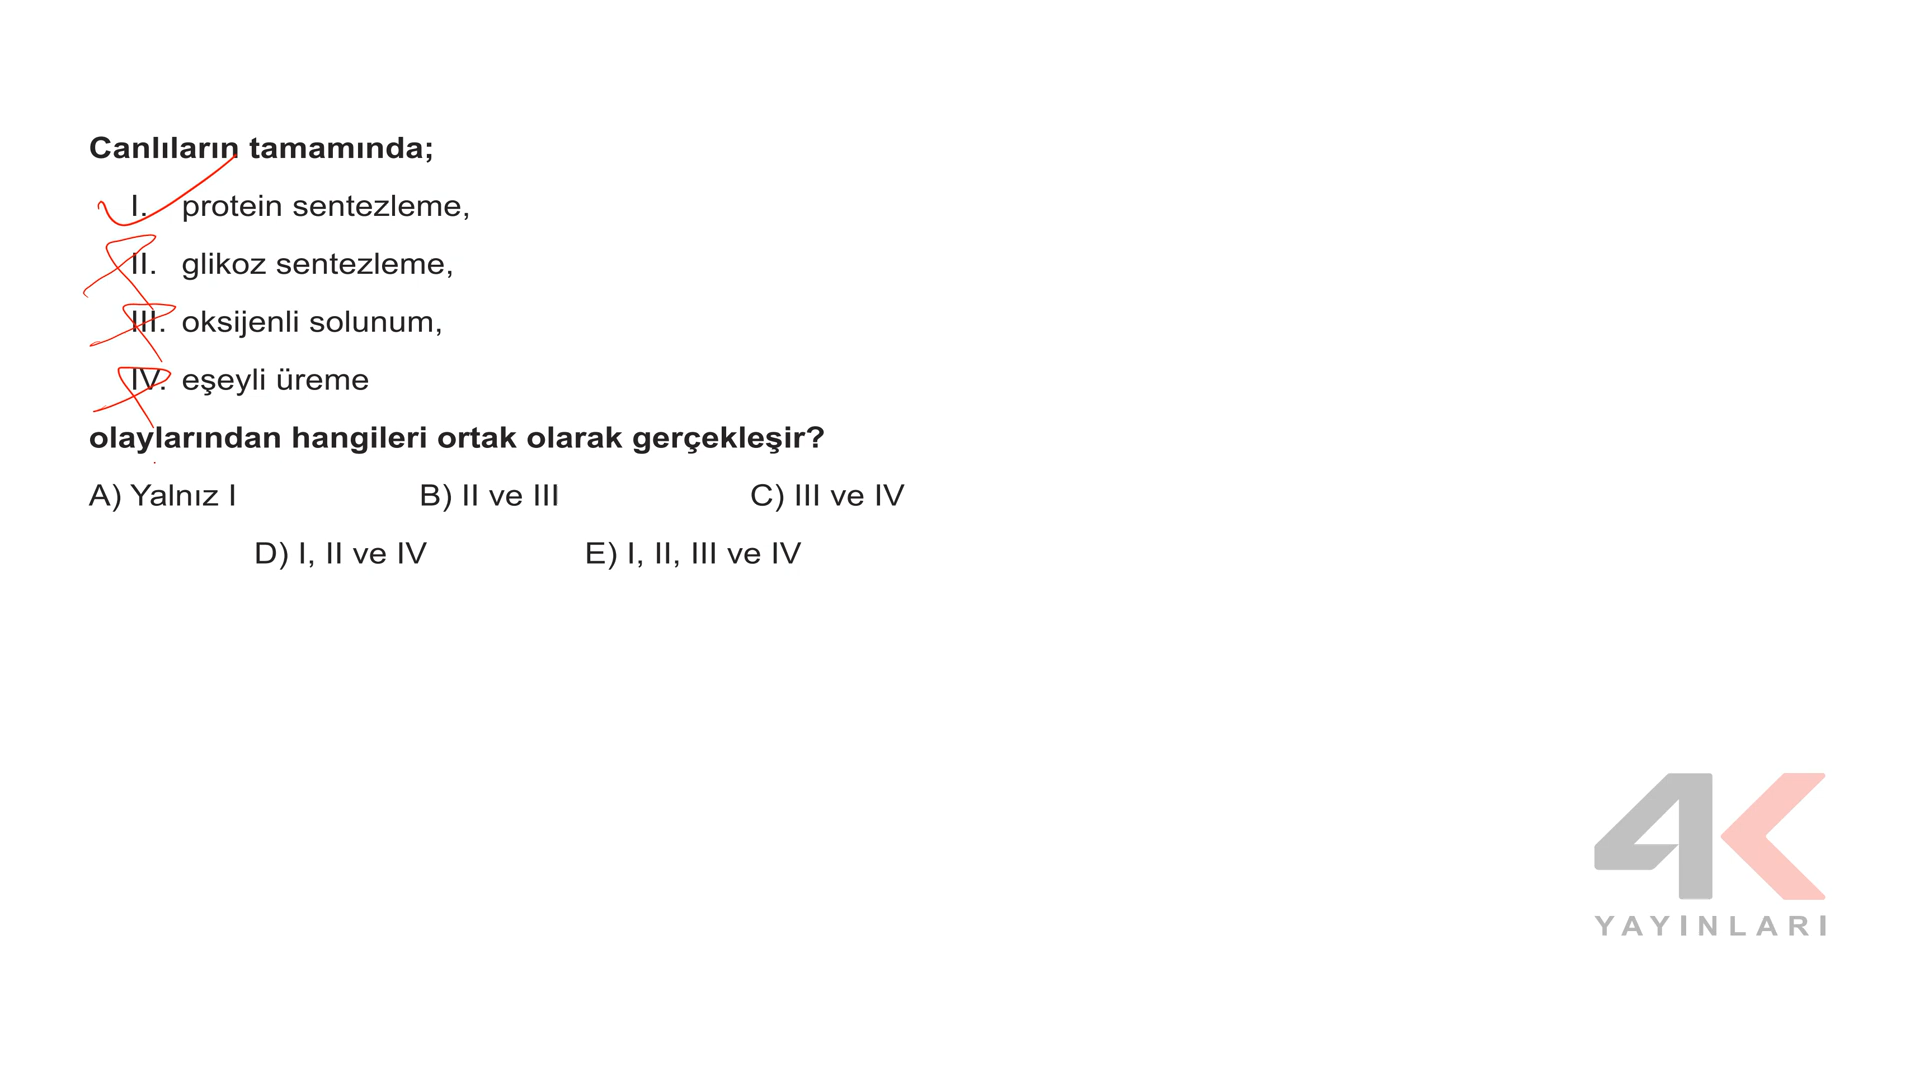 Canlıların tamamında;
I. protein sentezleme,
II. glikoz sentezleme,
III. oksijenli solunum,
IV. eşeyli üreme
olaylarından hangileri ortak olarak gerçekleşir?
A) Yalnız I B) II ve III C) III ve IV
D) I, II ve IV E) I, II, III ve IV
4K
YAYINLARI